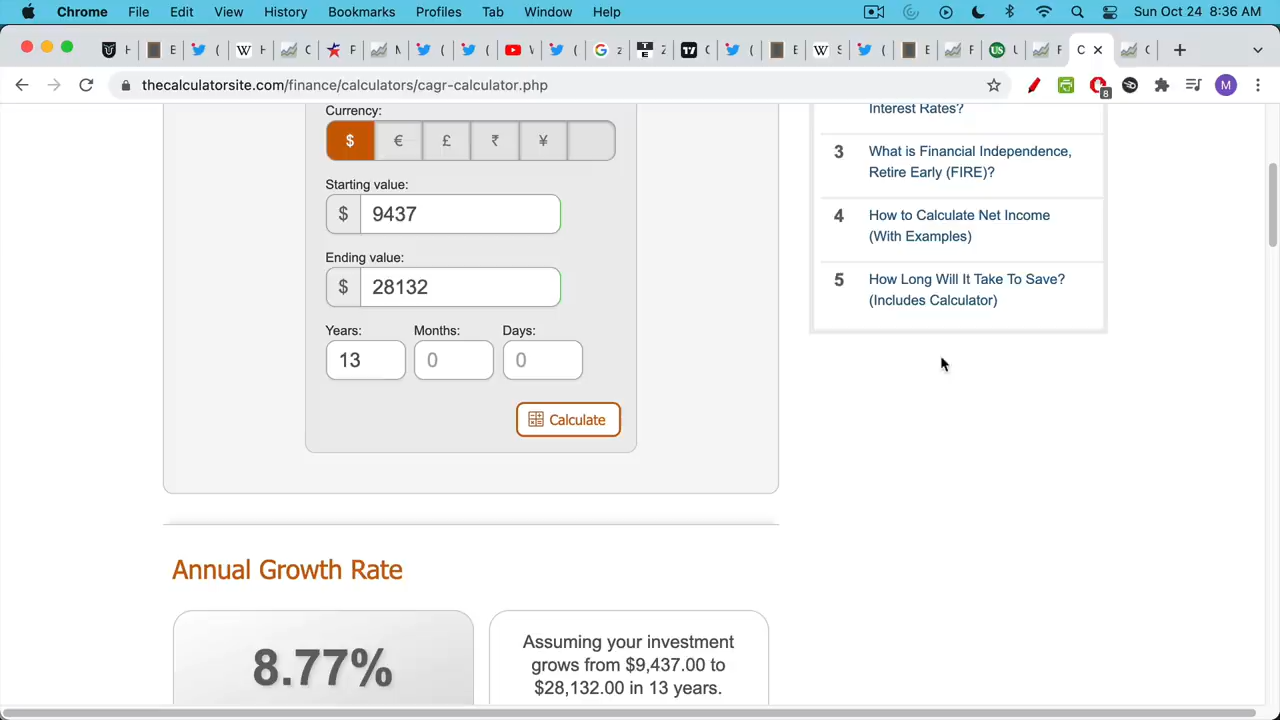 Chrome File Edit View History Bookmarks Profiles Tab Window Help Sun Oct 24 8:36 AM
thecalculatorsite.com/finance/calculators/cagr-calculator.php
M
8
Currency:
$ € £ ₹ ¥
Starting value:
$ 9437
Ending value:
$ 28132
Years: Months: Days:
13 0 0
Calculate
Annual Growth Rate
8.77%
Assuming your investment
grows from $9,437.00 to
$28,132.00 in 13 years.
Interest Rates?
3 What is Financial Independence,
Retire Early (FIRE)?
4 How to Calculate Net Income
(With Examples)
5 How Long Will It Take To Save?
(Includes Calculator)